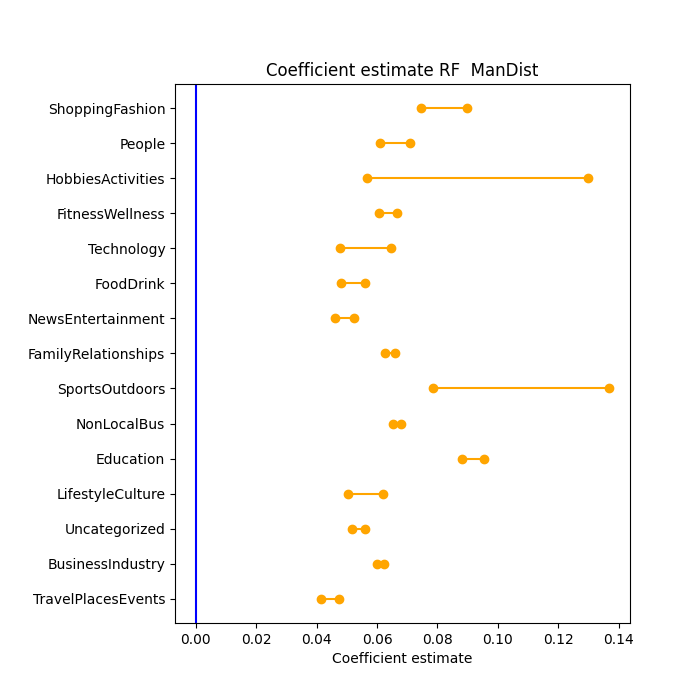 Coefficient estimate RF  ManDist
ShoppingFashion
People
HobbiesActivities
FitnessWellness
Technology
FoodDrink
NewsEntertainment
FamilyRelationships
SportsOutdoors
NonLocalBus
Education
LifestyleCulture
Uncategorized
BusinessIndustry
TravelPlacesEvents
0.00 0.02 0.04 0.06 0.08 0.10 0.12 0.14
Coefficient estimate